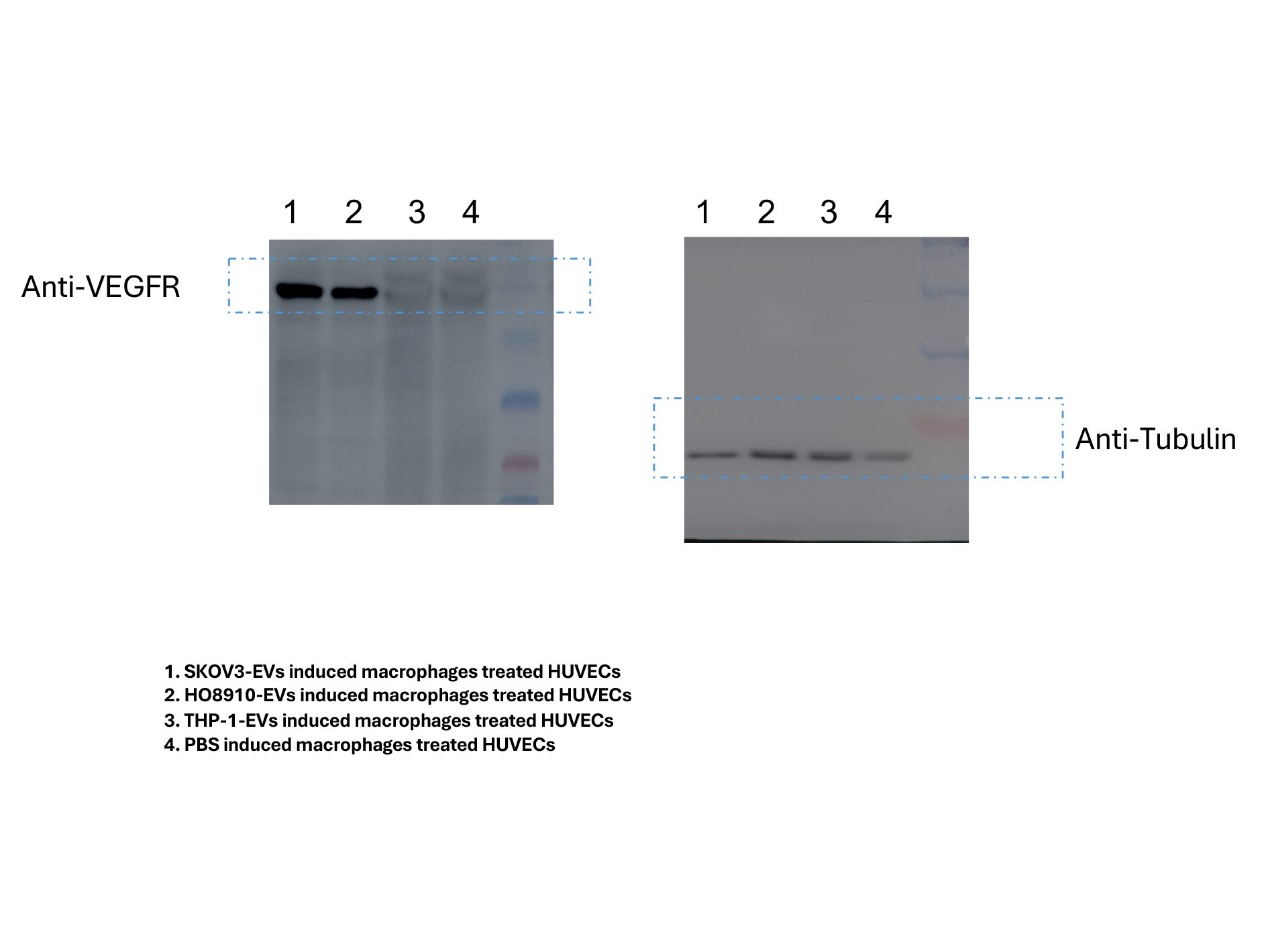 1 2 3 4
1 2 3 4
Anti-VEGFR
Anti-Tubulin
1. SKOV3-EVs induced macrophages treated HUVECs
2. HO8910-EVs induced macrophages treated HUVECs
3. THP-1-EVs induced macrophages treated HUVECs
4. PBS induced macrophages treated HUVECs